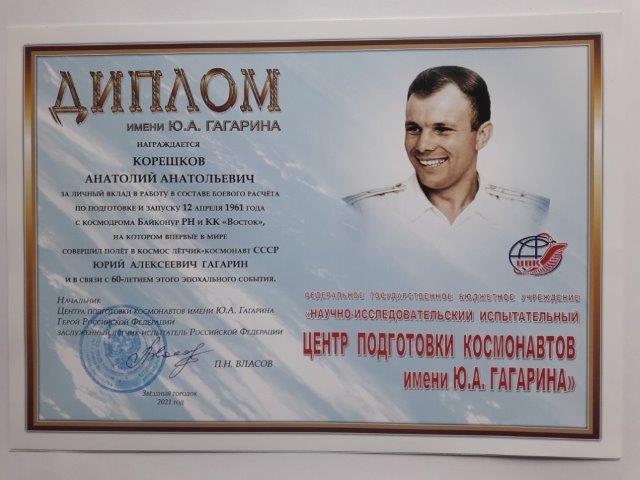 ДИПЛОМ
ИМЕНИ Ю.А. ГАГАРИНА
НАГРАЖДАЕТСЯ
КОРЕШКОВ
АНАТОЛИЙ АНАТОЛЬЕВИЧ
ЗА ЛИЧНЫЙ ВКЛАД В РАБОТУ В СОСТАВЕ БОЕВОГО РАСЧЁТА
ПО ПОДГОТОВКЕ И ЗАПУСКУ 12 АПРЕЛЯ 1961 ГОДА
С КОСМОДРОМА БАЙКОНУР РН И КК «ВОСТОК»,
НА КОТОРОМ ВПЕРВЫЕ В МИРЕ
СОВЕРШИЛ ПОЛЁТ В КОСМОС ЛЁТЧИК-КОСМОНАВТ СССР
ЮРИЙ АЛЕКСЕЕВИЧ ГАГАРИН
И В СВЯЗИ С 60-ЛЕТИЕМ ЭТОГО ЭПОХАЛЬНОГО СОБЫТИЯ.
НАЧАЛЬНИК
ЦЕНТРА ПОДГОТОВКИ КОСМОНАВТОВ ИМЕНИ Ю.А. ГАГАРИНА
ГЕРОЙ РОССИЙСКОЙ ФЕДЕРАЦИИ
ЗАСЛУЖЕННЫЙ ЛЁТЧИК-ИСПЫТАТЕЛЬ РОССИЙСКОЙ ФЕДЕРАЦИИ
П.Н. ВЛАСОВ
Звёздный городок
2021 год
ЦПК
ФЕДЕРАЛЬНОЕ ГОСУДАРСТВЕННОЕ БЮДЖЕТНОЕ УЧРЕЖДЕНИЕ
«НАУЧНО-ИССЛЕДОВАТЕЛЬСКИЙ ИСПЫТАТЕЛЬНЫЙ
ЦЕНТР ПОДГОТОВКИ КОСМОНАВТОВ
имени Ю.А. ГАГАРИНА»